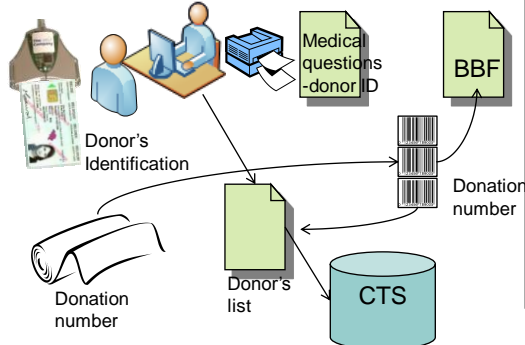 Medical
questions
-donor ID
BBF
Donor's
Identification
Donation
number
Donor's
list
Donation
number
CTS